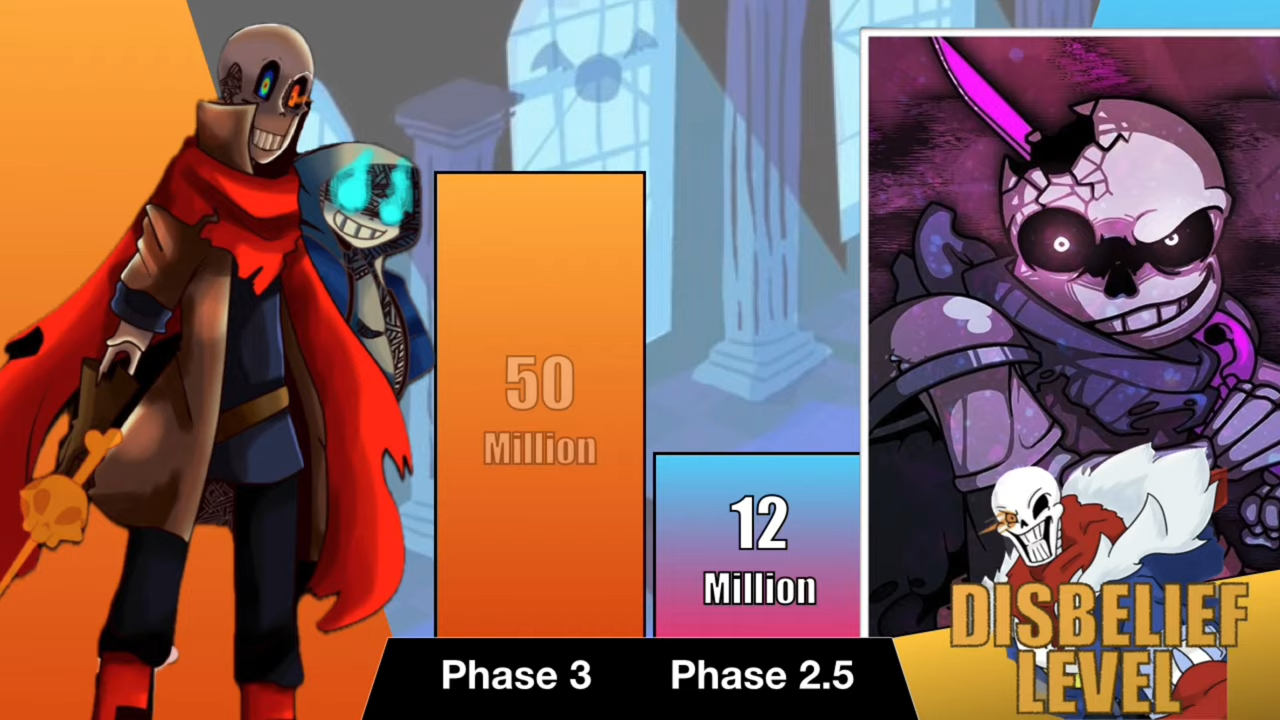 50
Million
12
Million
Phase 3
Phase 2.5
DISBELIEF
LEVEL